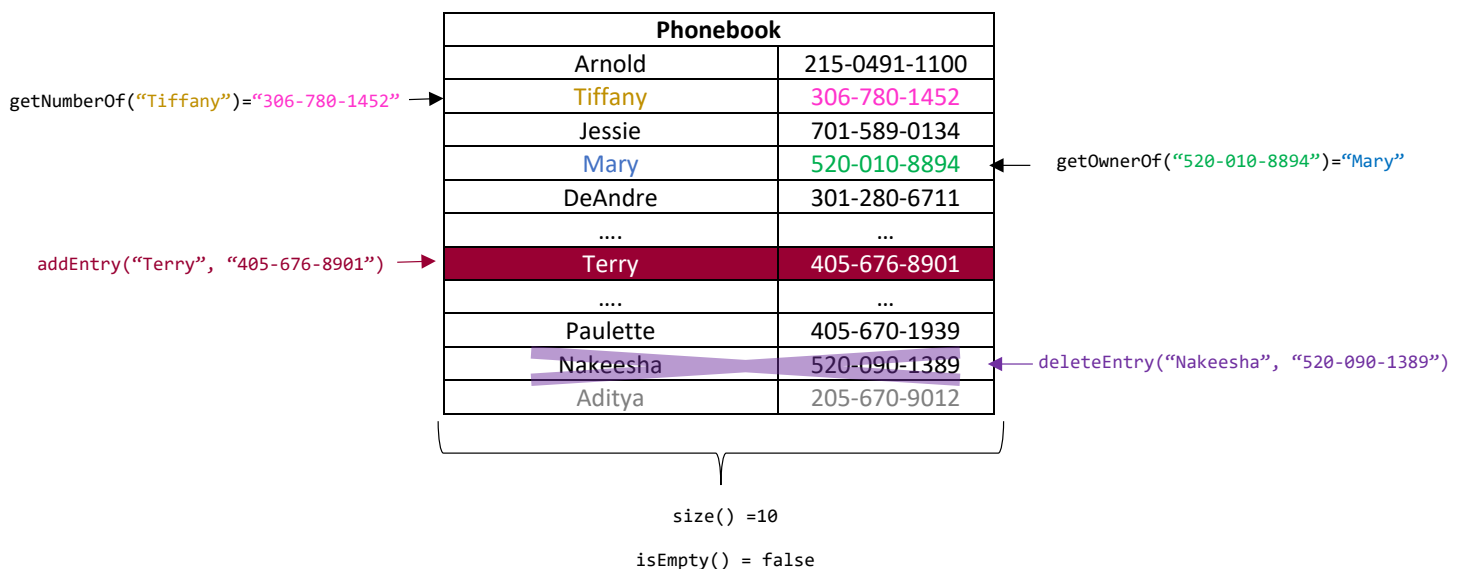 Phonebook
Arnold 215-0491-1100
getNumberOf(“Tiffany”)=“306-780-1452” Tiffany 306-780-1452
Jessie 701-589-0134
Mary 520-010-8894 getOwnerOf(“520-010-8894”)=“Mary”
DeAndre 301-280-6711
…. …
addEntry(“Terry”, “405-676-8901”) Terry 405-676-8901
…. …
Paulette 405-670-1939
Nakeesha 520-090-1389 deleteEntry(“Nakeesha”, “520-090-1389”)
Aditya 205-670-9012
size() =10
isEmpty() = false